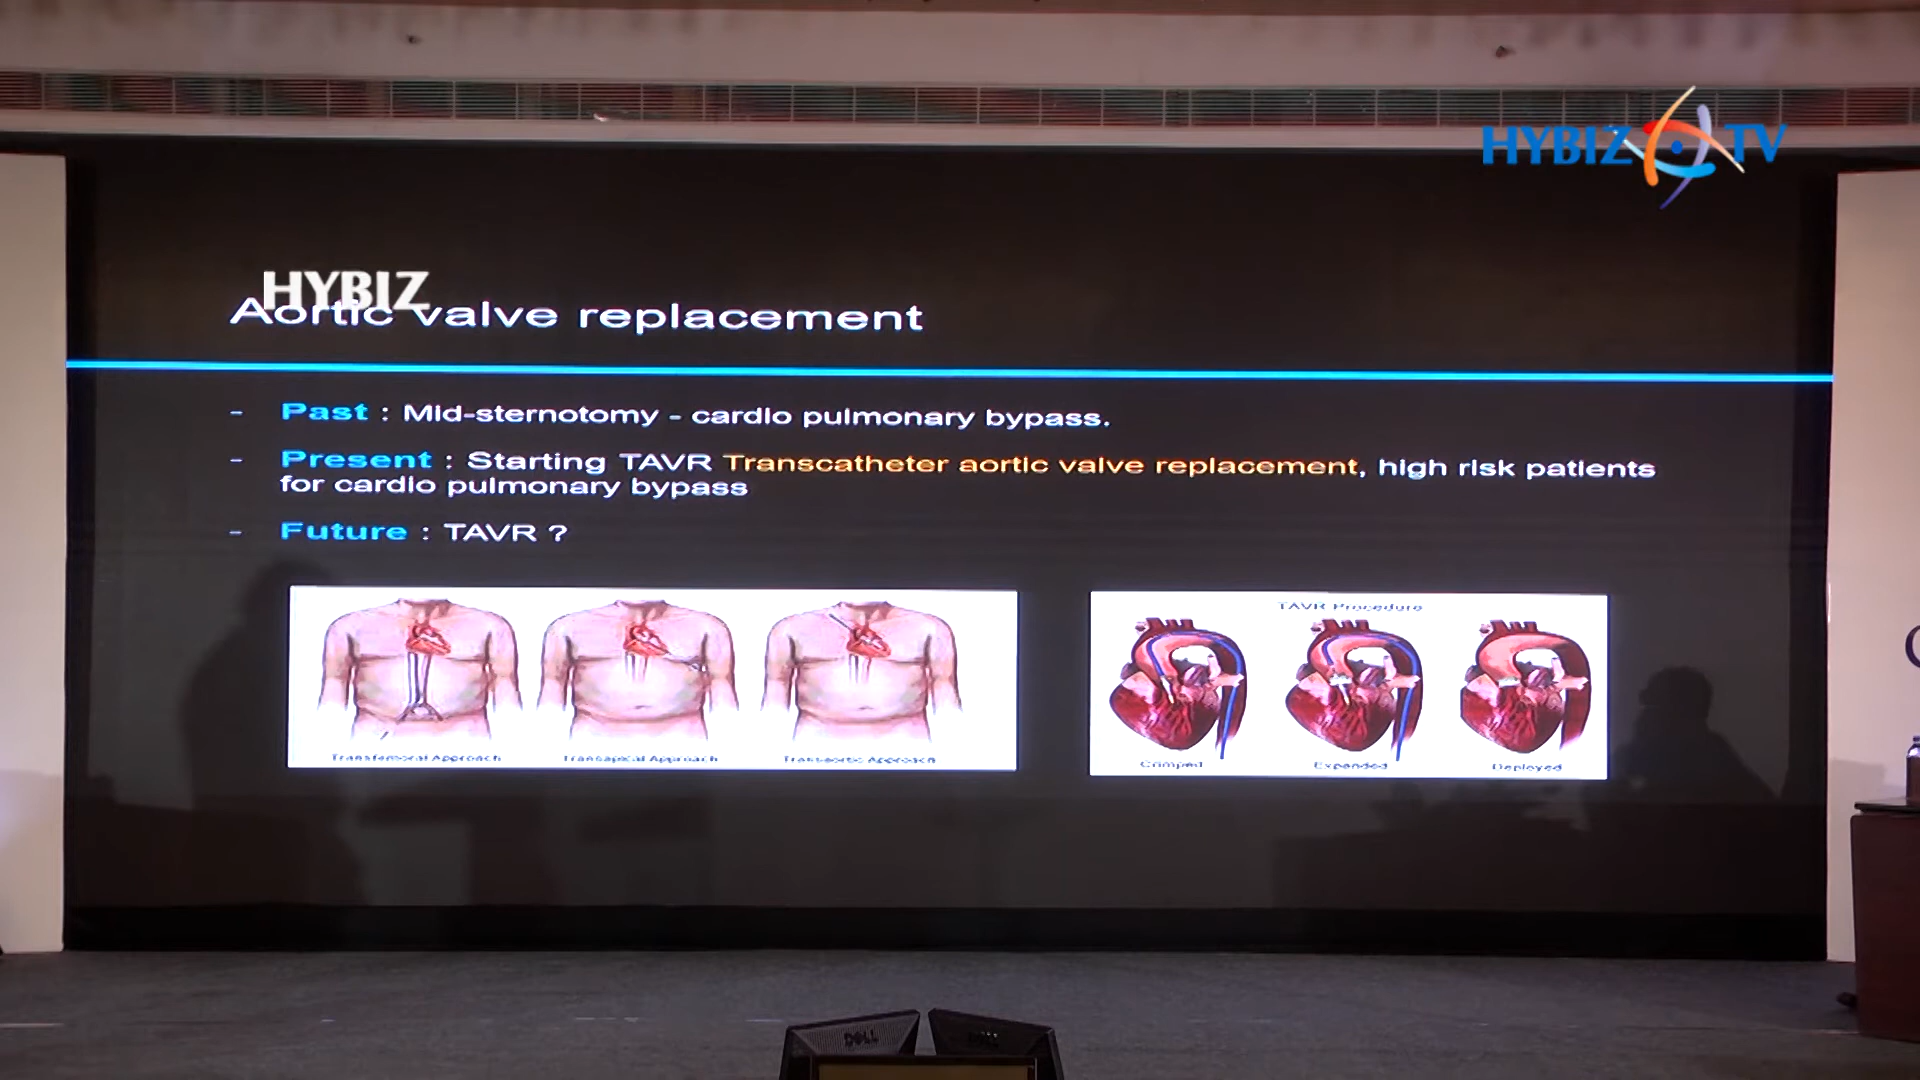 HYBIZ TV
HYBIZ
Aortic valve replacement
- Past : Mid-sternotomy - cardio pulmonary bypass.
- Present : Starting TAVR Transcatheter aortic valve replacement, high risk patients
for cardio pulmonary bypass
- Future : TAVR ?
TAVR Procedure
Transfemoral Approach
Transapical Approach
Transaortic Approach
Crimped
Expanded
Deployed
DELL
DELL